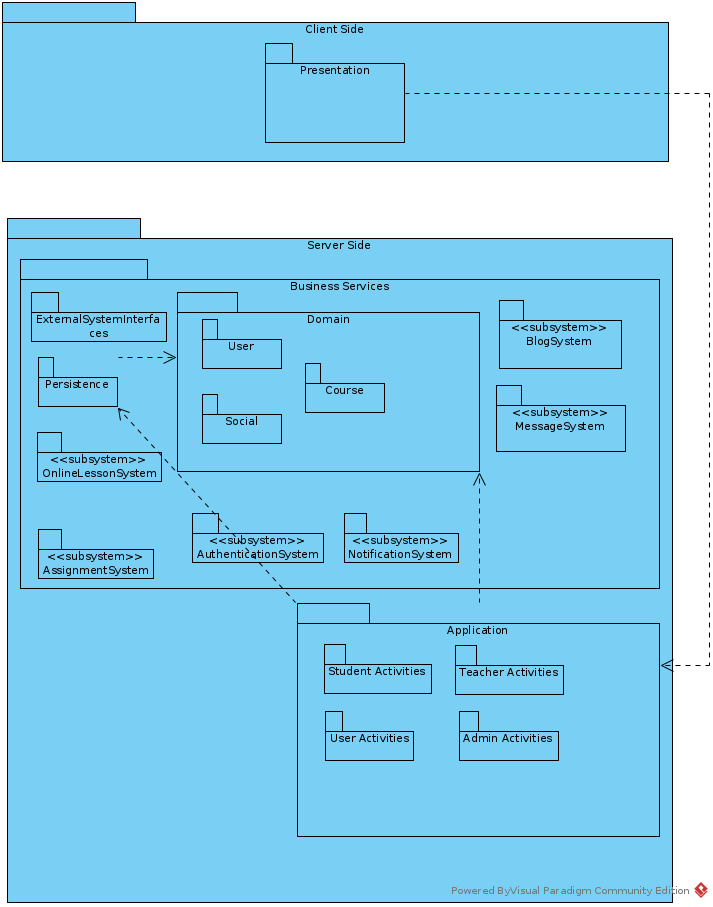 Client Side
Presentation
Server Side
Business Services
ExternalSystemInterfa
ces
Domain
<<subsystem>>
BlogSystem
User
Persistence
Course
<<subsystem>>
MessageSystem
Social
<<subsystem>>
OnlineLessonSystem
<<subsystem>>
AuthenticationSystem
<<subsystem>>
NotificationSystem
<<subsystem>>
AssignmentSystem
Application
Student Activities
Teacher Activities
User Activities
Admin Activities
Powered ByVisual Paradigm Community Edition